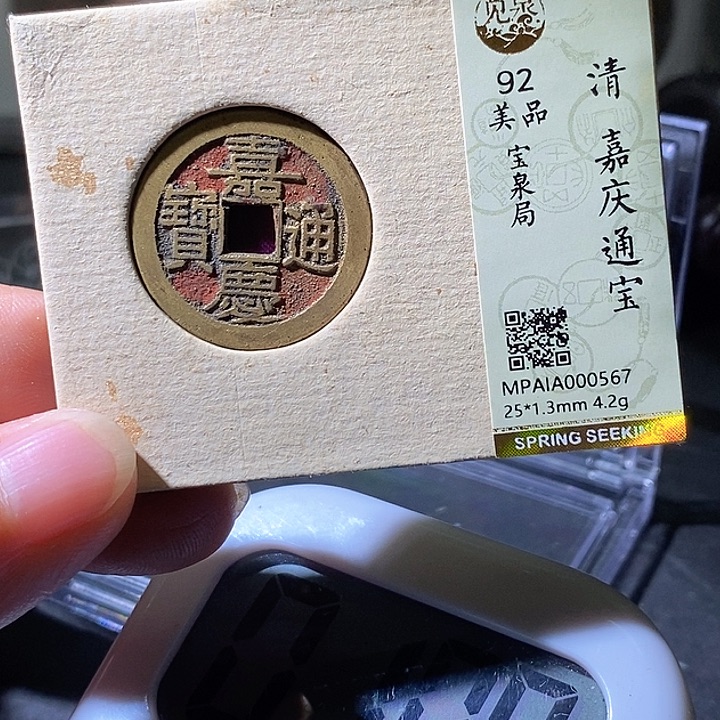 嘉慶通寶
觅泉
清 嘉庆通宝
92
美品
宝泉局
MPAIA000567
25*1.3mm 4.2g
SPRING SEEKING